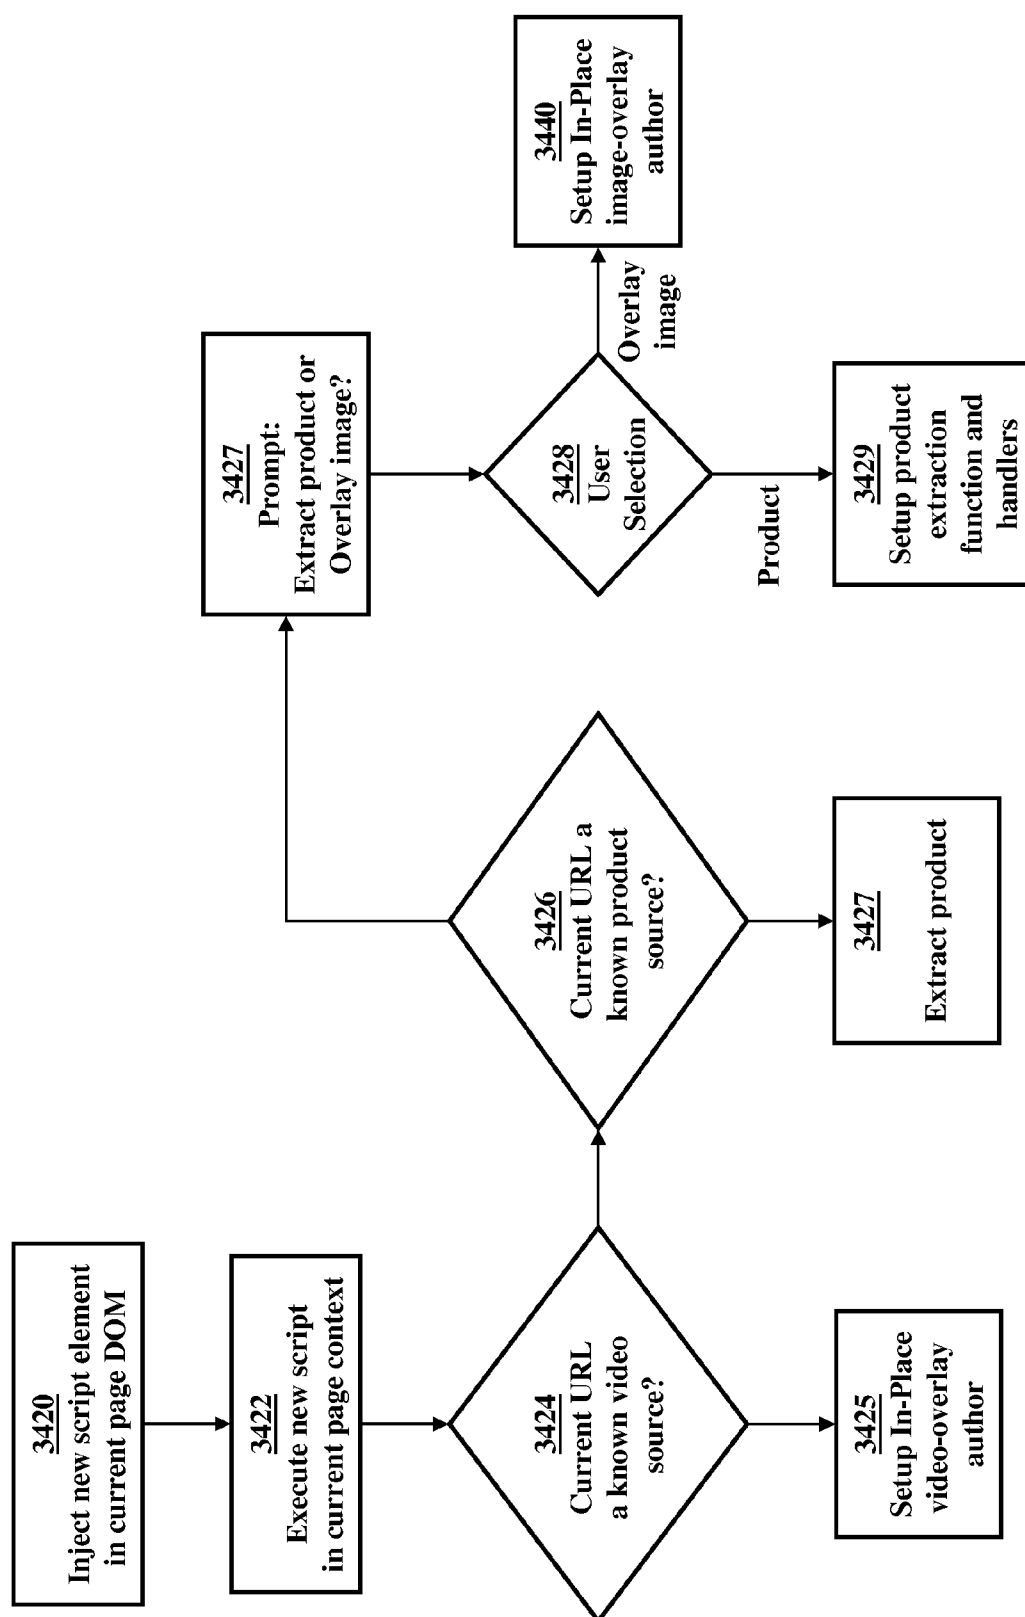 3420
Inject new script element
in current page DOM
3422
Execute new script
in current page context
3424
Current URL
a known video
source?
3425
Setup In-Place
video-overlay
author
3426
Current URL a
known product
source?
3427
Extract product
3427
Prompt:
Extract product or
Overlay image?
3428
User
Selection
Product
3429
Setup product
extraction
function and
handlers
Overlay
image
3440
Setup In-Place
image-overlay
author